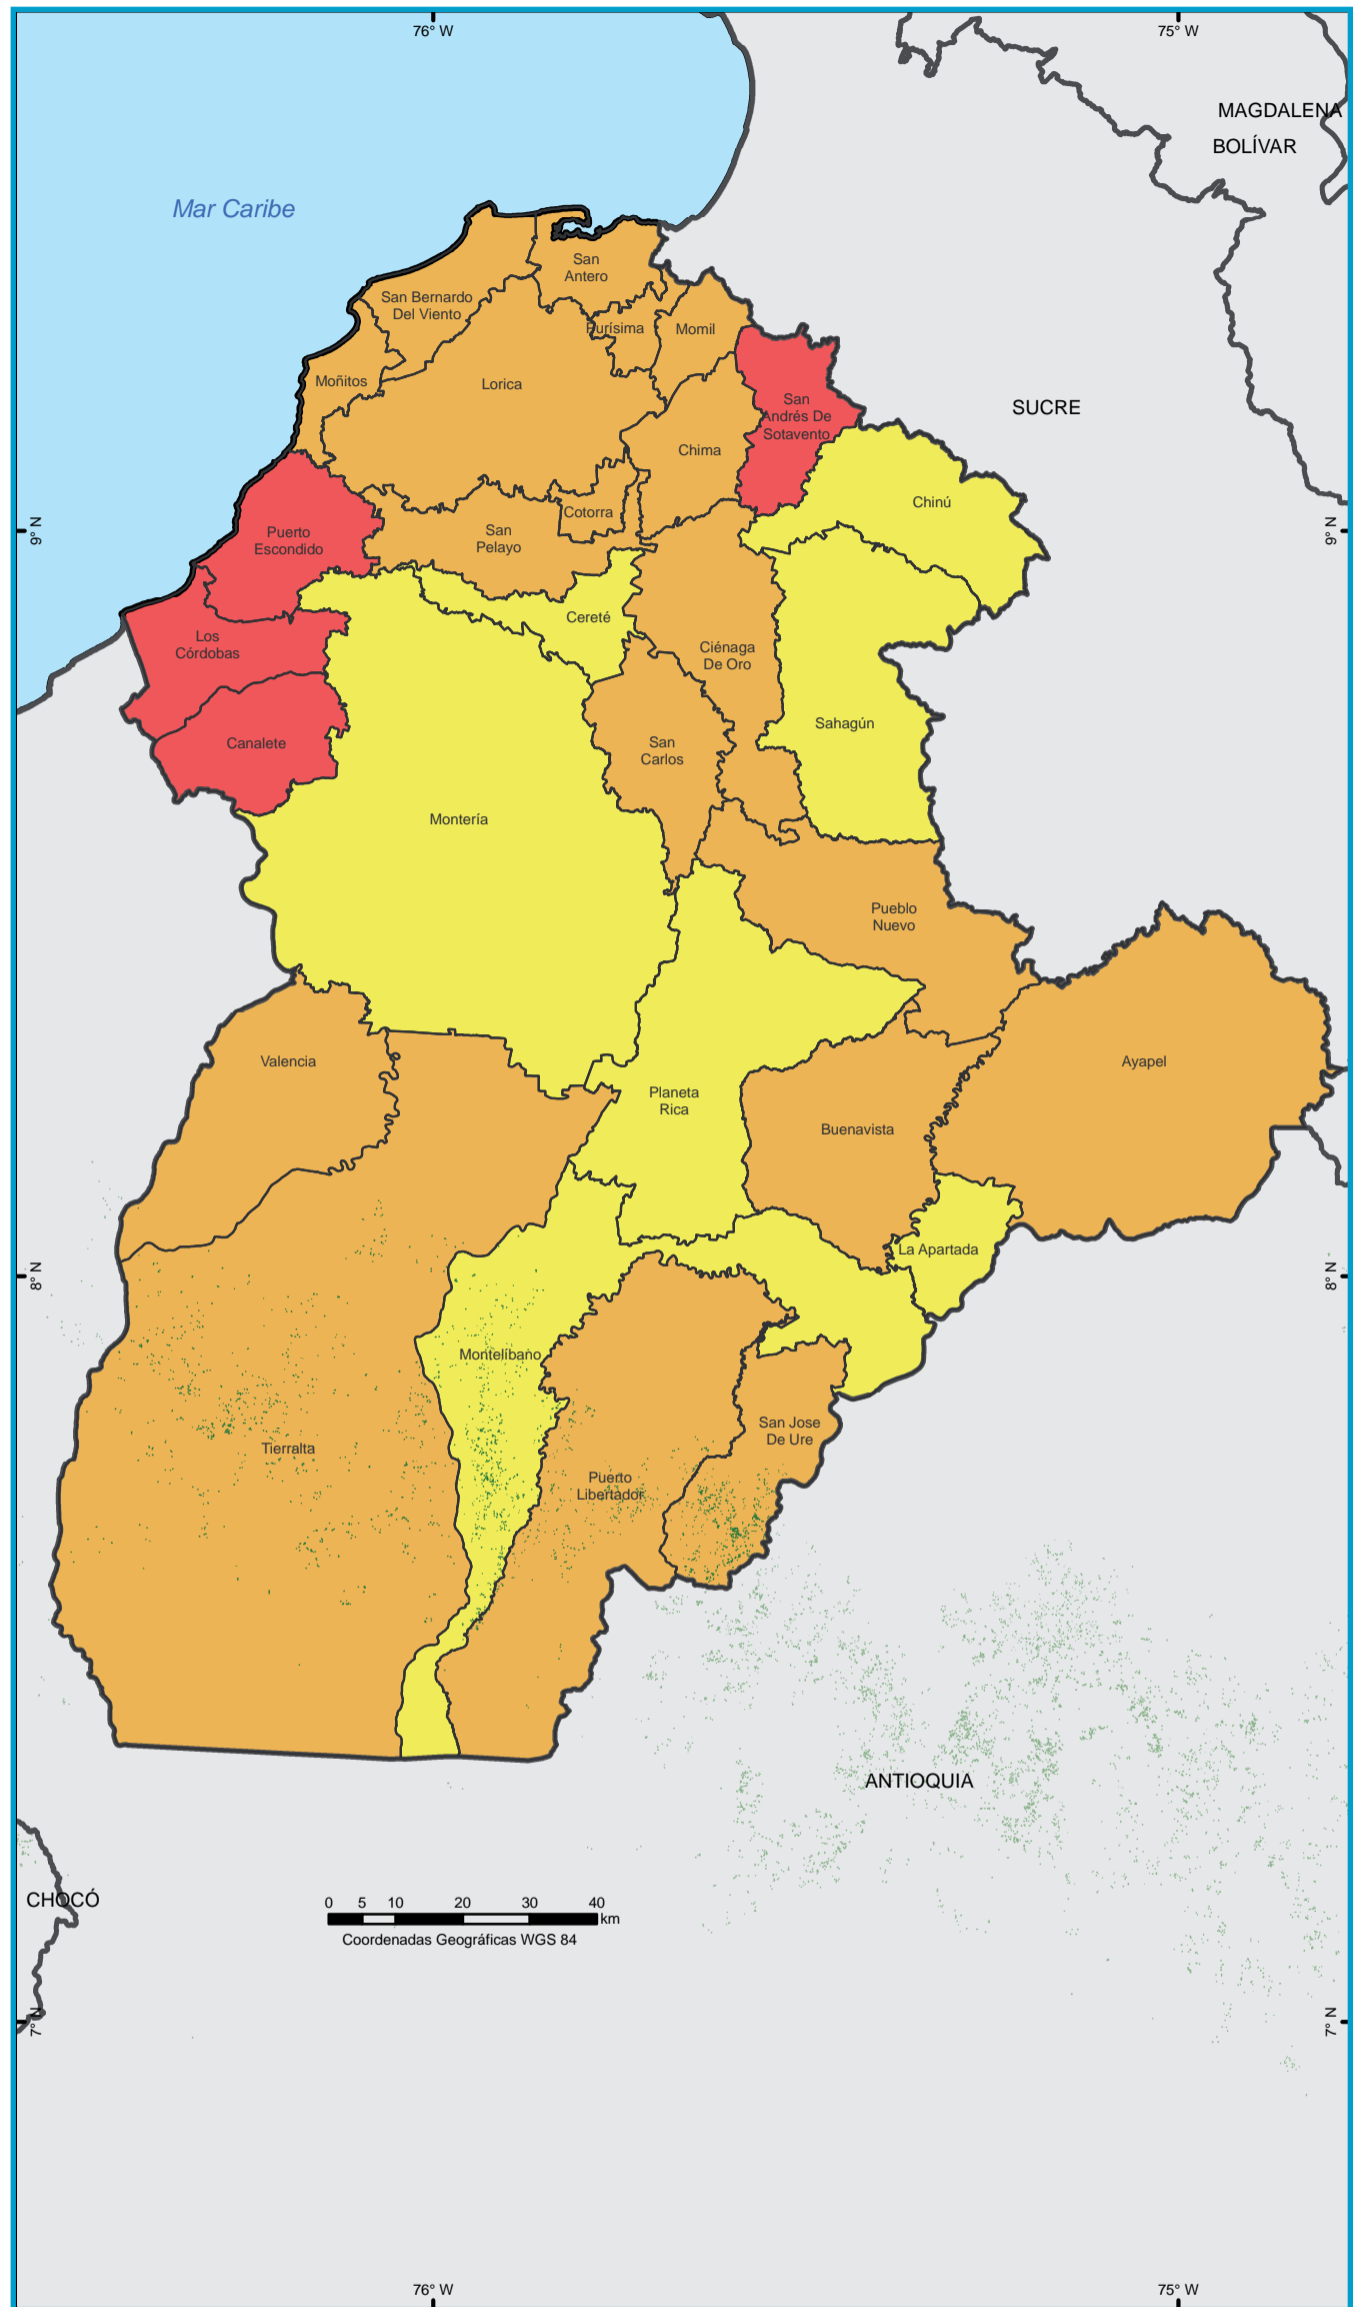 76° W
75° W
MAGDALENA
BOLÍVAR
Mar Caribe
San
Antero
San Bernardo
Del Viento
Purísima
Momil
Moñitos
Lorica
San
Andrés De
Sotavento
SUCRE
Chima
Chinú
Cotorra
Puerto
Escondido
San
Pelayo
9° N
9° N
Cereté
Los
Córdobas
Ciénaga
De Oro
Sahagún
Canalete
San
Carlos
Montería
Pueblo
Nuevo
Valencia
Ayapel
Planeta
Rica
Buenavista
La Apartada
8° N
8° N
Montelíbano
San Jose
De Ure
Tierralta
Puerto
Libertador
ANTIOQUIA
CHOCÓ
0 5 10 20 30 40
km
Coordenadas Geográficas WGS 84
7° N
7° N
76° W
75° W